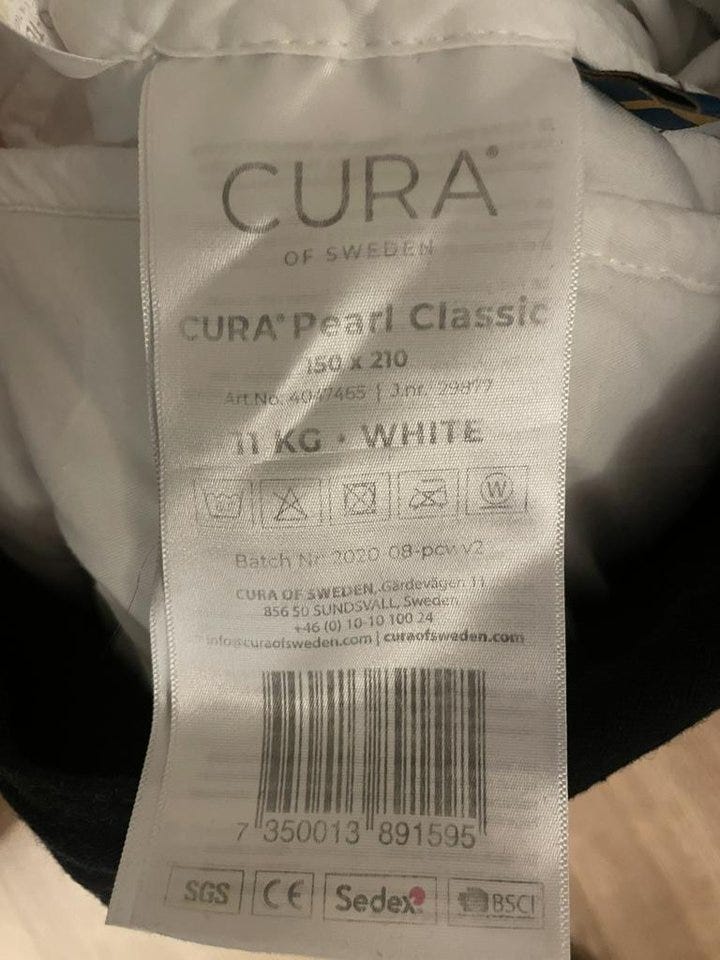 CURA®
OF SWEDEN
CURA® Pearl Classic
150 x 210
Art.No. 4047465 | J.nr. 29877
11 KG · WHITE
W
Batch Nr 2020 08-pcw v2
CURA OF SWEDEN, Gärdevägen 11,
856 50 SUNDSVALL, Sweden
+46 (0) 10-10 100 24
info@curaofsweden.com | curaofsweden.com
7 350013 891595
SGS CE Sedex BSCI